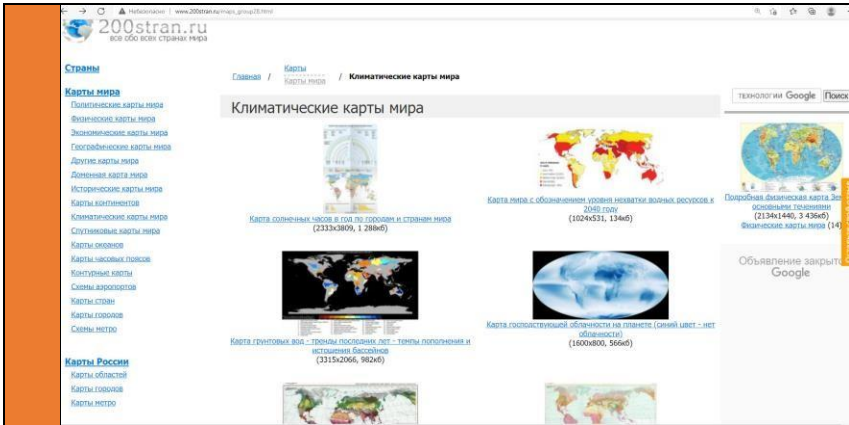 Небезопасно | www.200stran.ru/maps_group28.html
200stran.ru
все обо всех странах мира
Страны
Карты мира
Политические карты мира
Физические карты мира
Экономические карты мира
Географические карты мира
Другие карты мира
Доменная карта мира
Исторические карты мира
Карты континентов
Климатические карты мира
Спутниковые карты мира
Карты океанов
Карты часовых поясов
Контурные карты
Схемы аэропортов
Карты стран
Карты городов
Схемы метро
Карты России
Карты областей
Карты городов
Карты метро
Карты
Главная / Карты мира / Климатические карты мира
Климатические карты мира
Карта солнечных часов в год по городам и странам мира
(2333x3809, 1 288кб)
Карта мира с обозначением уровня нехватки водных ресурсов к
2040 году
(1024x531, 134кб)
Карта грунтовых вод - тренды последних лет - темпы пополнения и
истощения бассейнов
(3315x2066, 982кб)
Карта господствующей облачности на планете (синий цвет - нет
облачности)
(1600x800, 566кб)
технологии Google Поиск
Подробная физическая карта
основными течениями
(2134x1440, 3 436кб)
Физические карты мира (14)
Объявление закрыто
Google